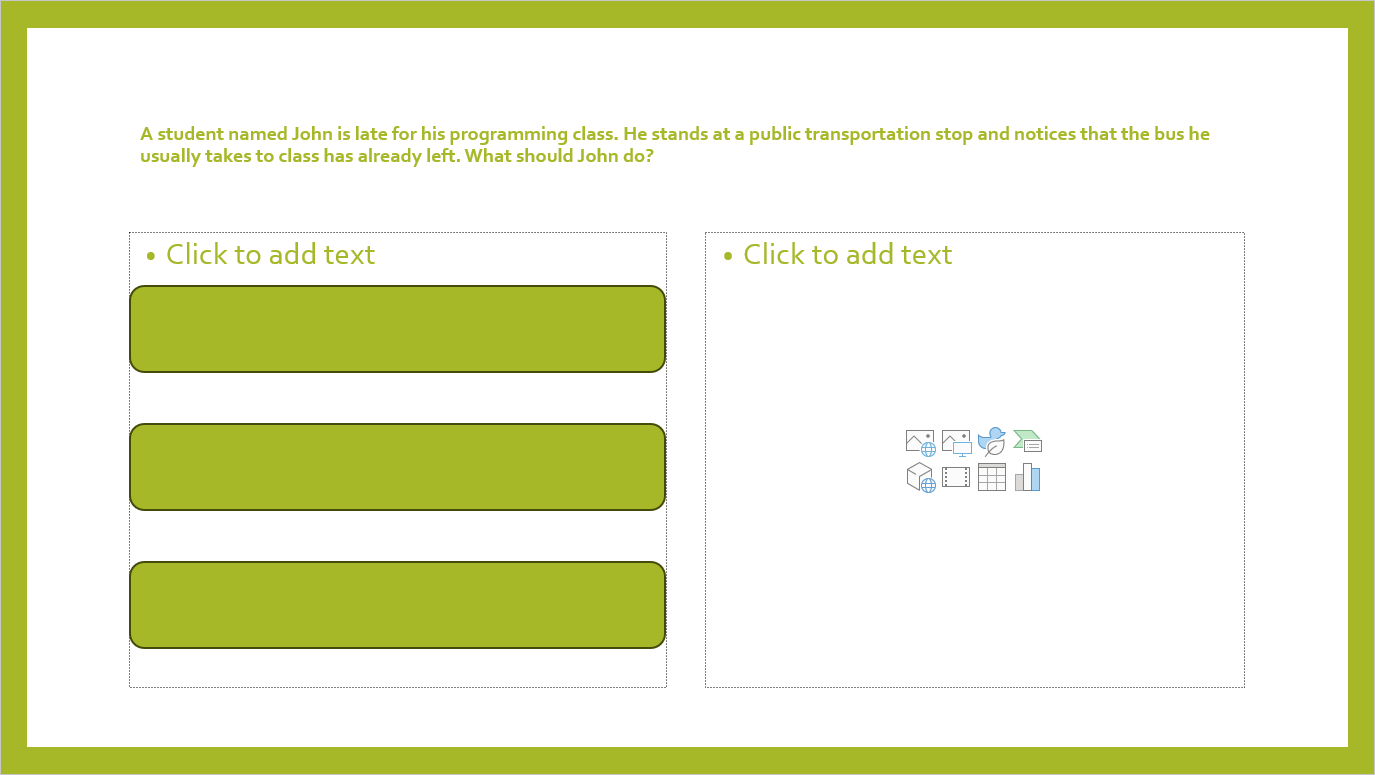 A student named John is late for his programming class. He stands at a public transportation stop and notices that the bus he
usually takes to class has already left. What should John do?
• Click to add text
• Click to add text